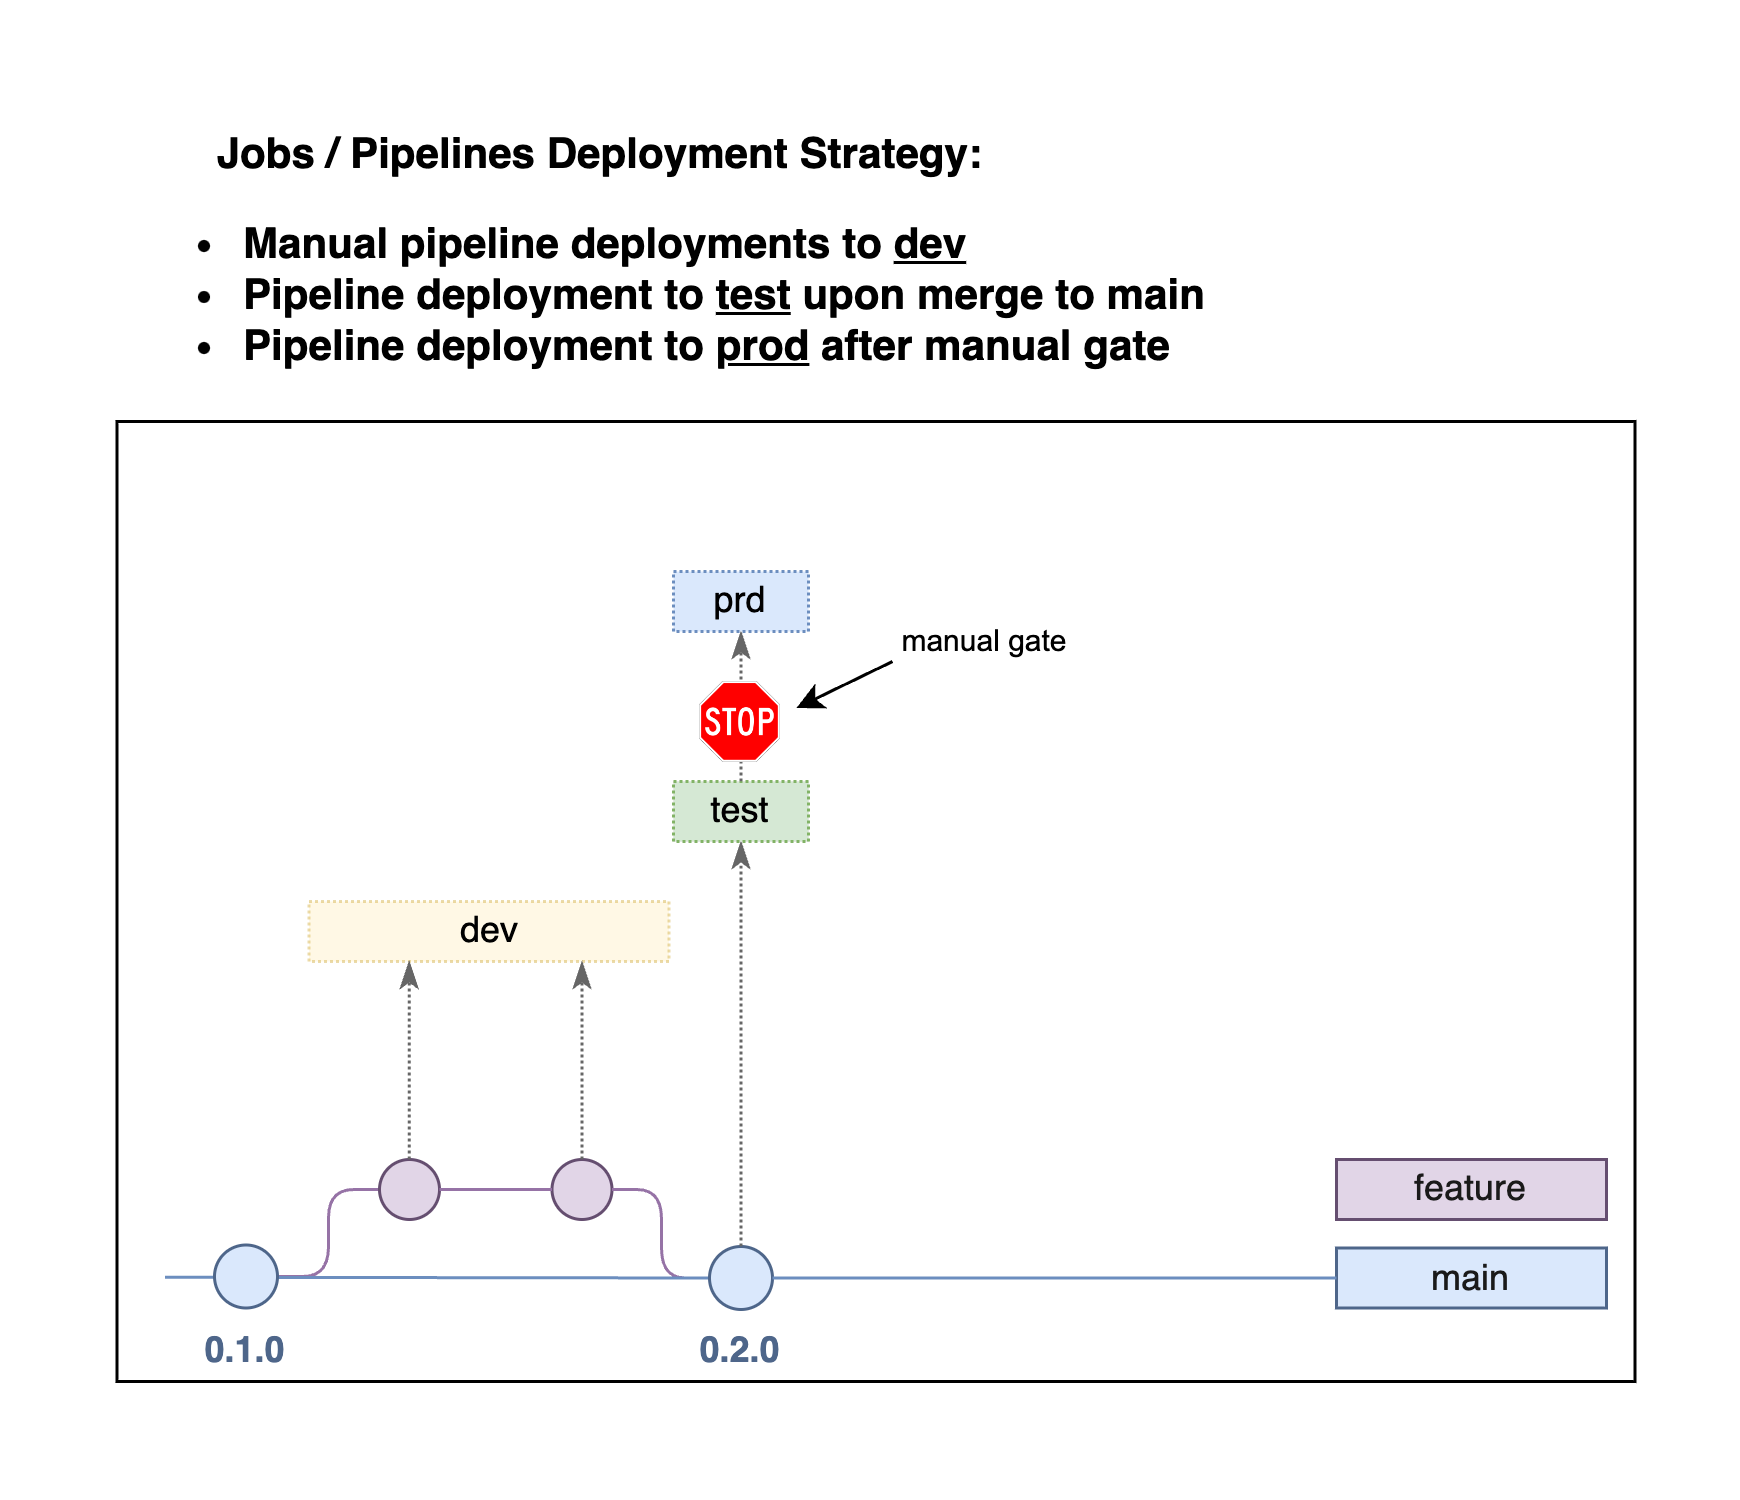 Jobs / Pipelines Deployment Strategy:
• Manual pipeline deployments to dev
• Pipeline deployment to test upon merge to main
• Pipeline deployment to prod after manual gate
prd
manual gate
STOP
test
dev
feature
main
0.1.0
0.2.0